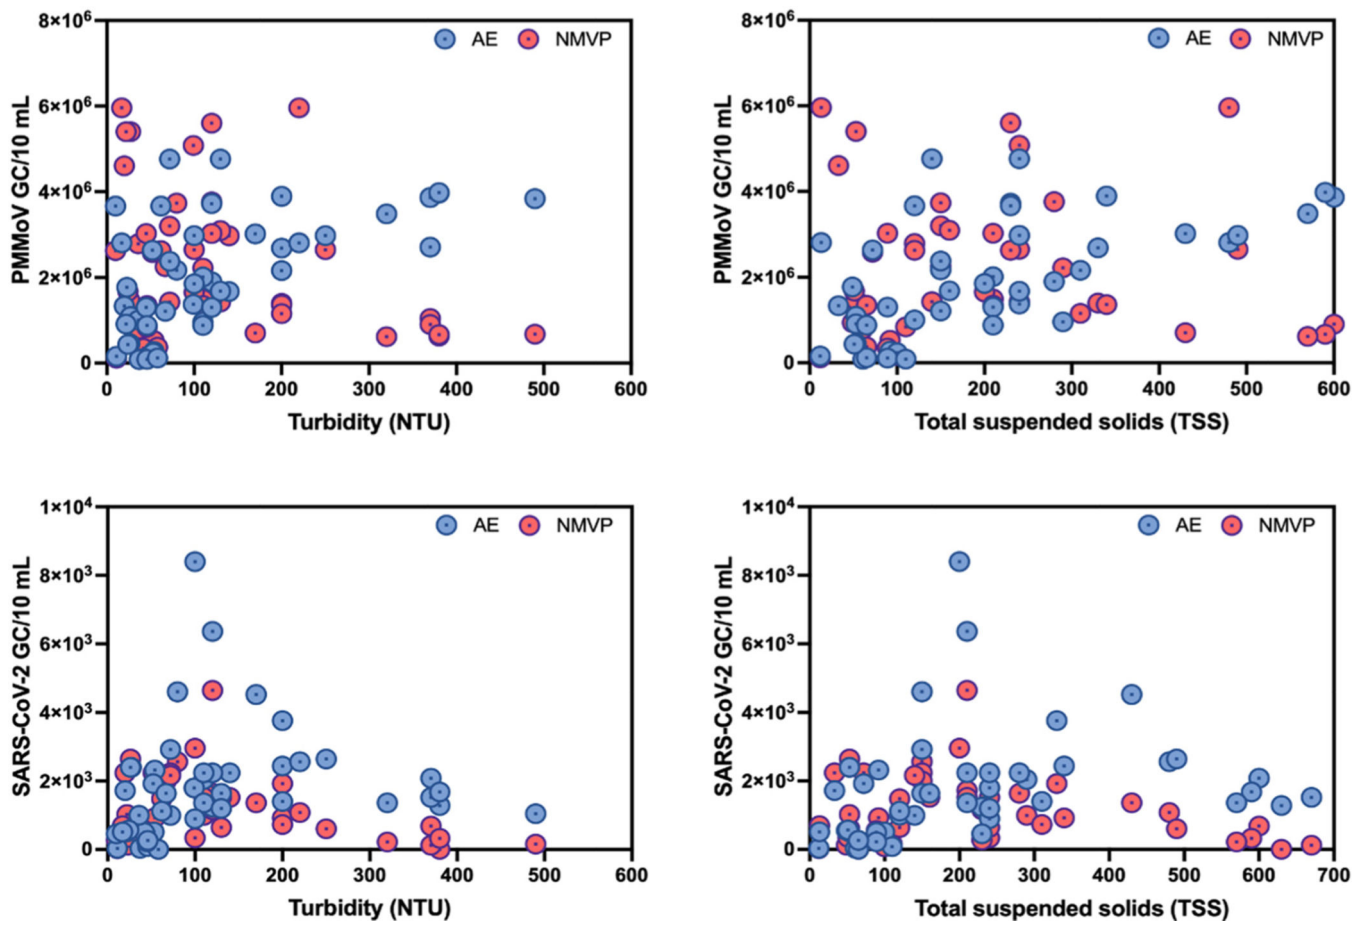 8×10⁶
AE NMVP
6×10⁶
4×10⁶
2×10⁶
0
PMMoV GC/10 mL
0 100 200 300 400 500 600
Turbidity (NTU)
8×10⁶
AE NMVP
6×10⁶
4×10⁶
2×10⁶
0
PMMoV GC/10 mL
0 100 200 300 400 500 600
Total suspended solids (TSS)
1×10⁴
AE NMVP
8×10³
6×10³
4×10³
2×10³
0
SARS-CoV-2 GC/10 mL
0 100 200 300 400 500 600
Turbidity (NTU)
1×10⁴
AE NMVP
8×10³
6×10³
4×10³
2×10³
0
SARS-CoV-2 GC/10 mL
0 100 200 300 400 500 600 700
Total suspended solids (TSS)